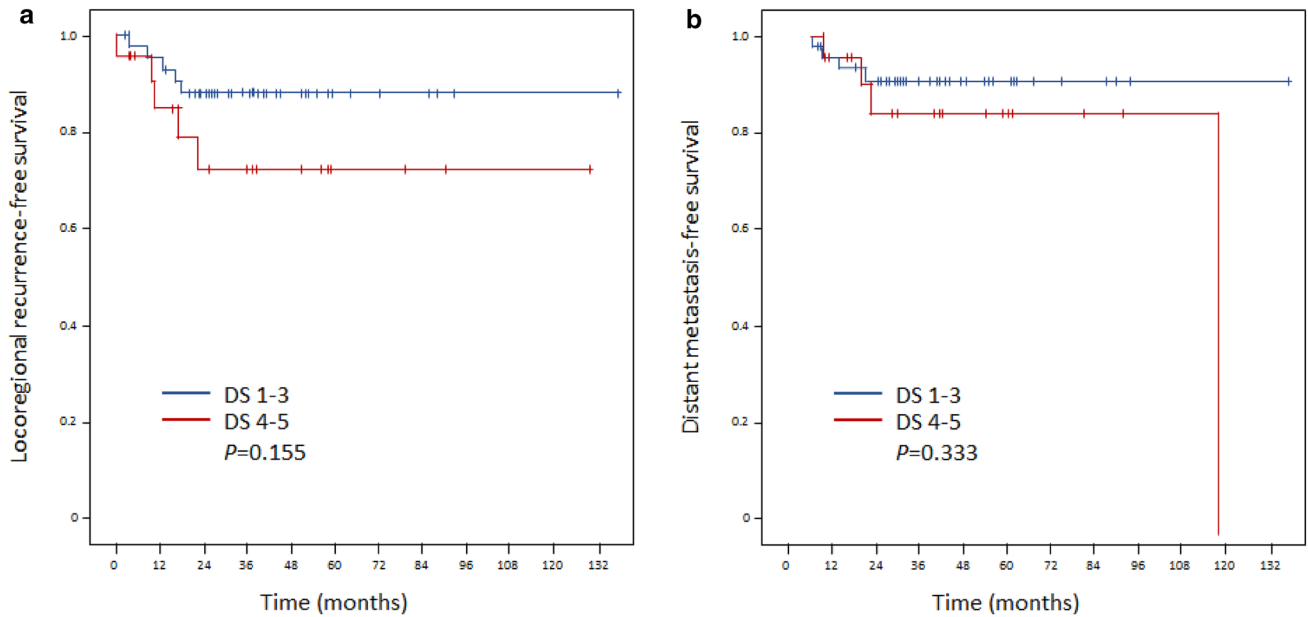 a
Locoregional recurrence-free survival
1.0
0.8
0.6
0.4
0.2
0
DS 1-3
DS 4-5
P=0.155
0 12 24 36 48 60 72 84 96 108 120 132
Time (months)
b
Distant metastasis-free survival
1.0
0.8
0.6
0.4
0.2
0
DS 1-3
DS 4-5
P=0.333
0 12 24 36 48 60 72 84 96 108 120 132
Time (months)